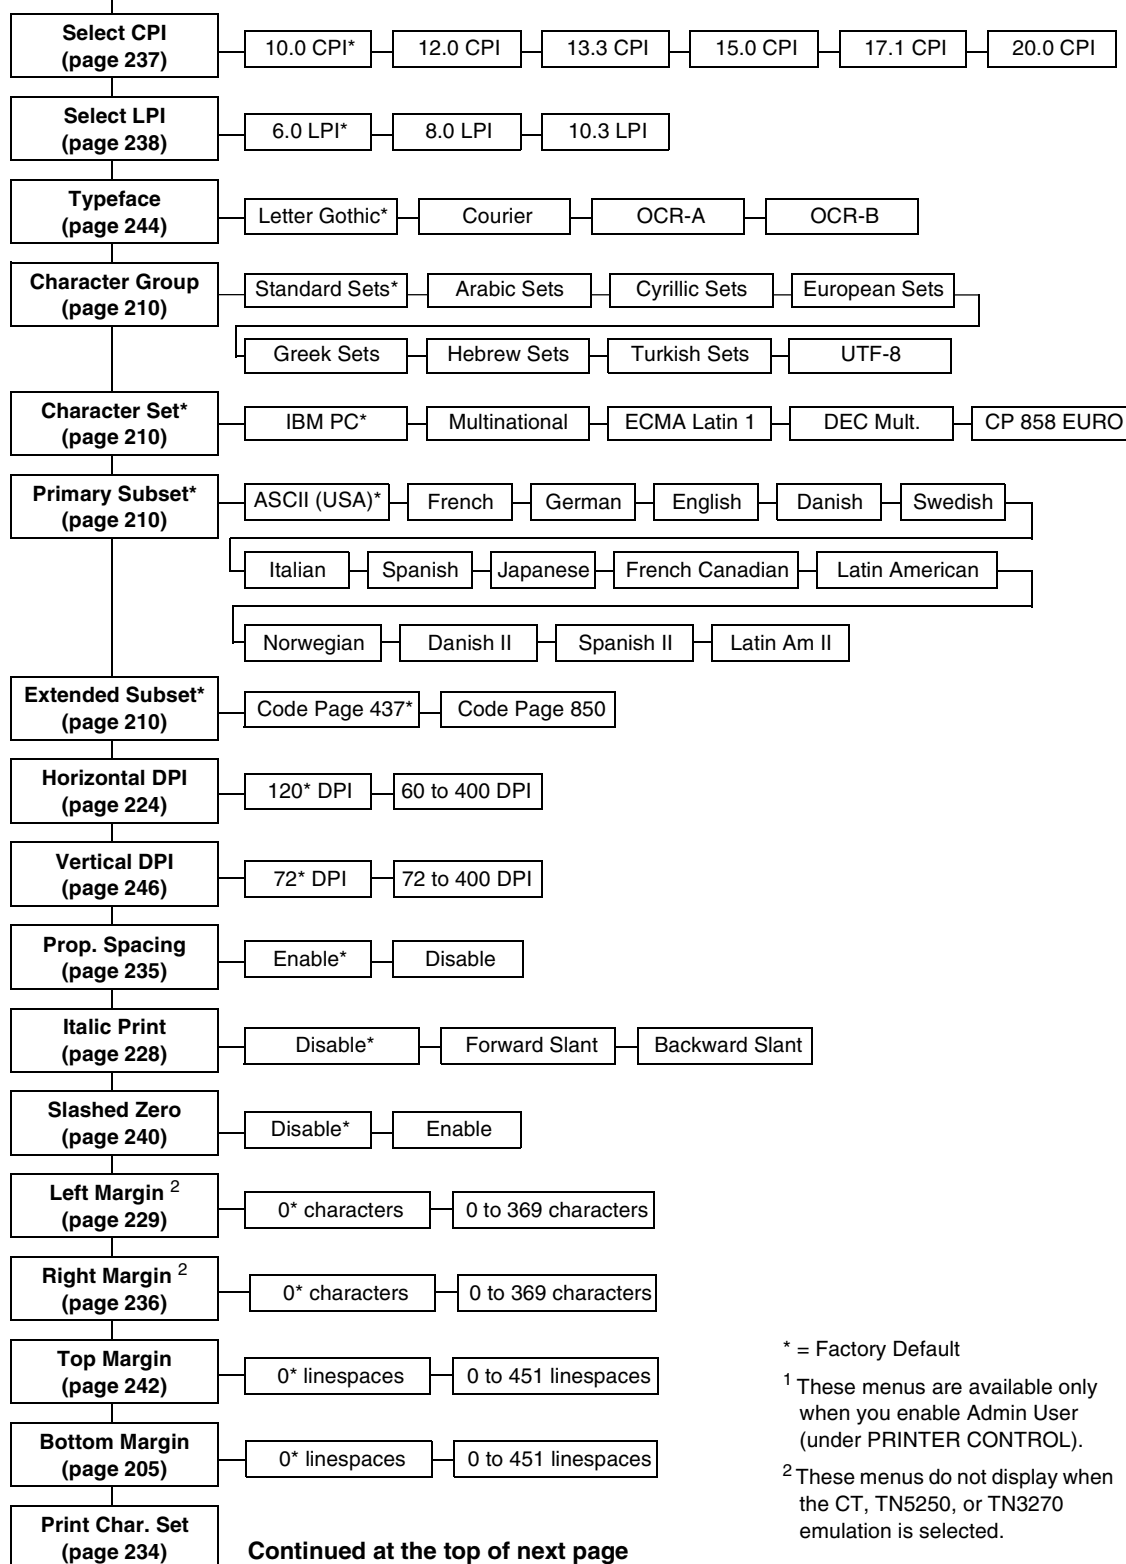 Select CPI
(page 237)
10.0 CPI* 12.0 CPI 13.3 CPI 15.0 CPI 17.1 CPI 20.0 CPI
Select LPI
(page 238)
6.0 LPI* 8.0 LPI 10.3 LPI
Typeface
(page 244)
Letter Gothic* Courier OCR-A OCR-B
Character Group
(page 210)
Standard Sets* Arabic Sets Cyrillic Sets European Sets
Greek Sets Hebrew Sets Turkish Sets UTF-8
Character Set*
(page 210)
IBM PC* Multinational ECMA Latin 1 DEC Mult. CP 858 EURO
Primary Subset*
(page 210)
ASCII (USA)* French German English Danish Swedish
Italian Spanish Japanese French Canadian Latin American
Norwegian Danish II Spanish II Latin Am II
Extended Subset*
(page 210)
Code Page 437* Code Page 850
Horizontal DPI
(page 224)
120* DPI 60 to 400 DPI
Vertical DPI
(page 246)
72* DPI 72 to 400 DPI
Prop. Spacing
(page 235)
Enable* Disable
Italic Print
(page 228)
Disable* Forward Slant Backward Slant
Slashed Zero
(page 240)
Disable* Enable
Left Margin 2
(page 229)
0* characters 0 to 369 characters
Right Margin 2
(page 236)
0* characters 0 to 369 characters
Top Margin
(page 242)
0* linespaces 0 to 451 linespaces
Bottom Margin
(page 205)
0* linespaces 0 to 451 linespaces
Print Char. Set
(page 234)
Continued at the top of next page
* = Factory Default
1 These menus are available only
when you enable Admin User
(under PRINTER CONTROL).
2 These menus do not display when
the CT, TN5250, or TN3270
emulation is selected.